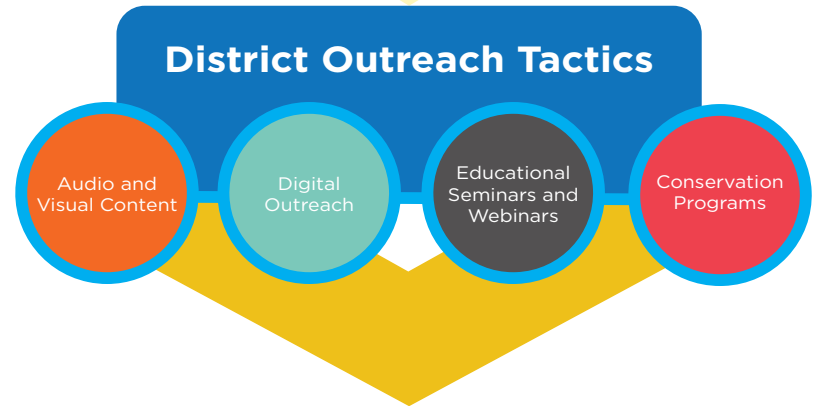 District Outreach Tactics
Audio and
Visual Content
Digital
Outreach
Educational
Seminars and
Webinars
Conservation
Programs